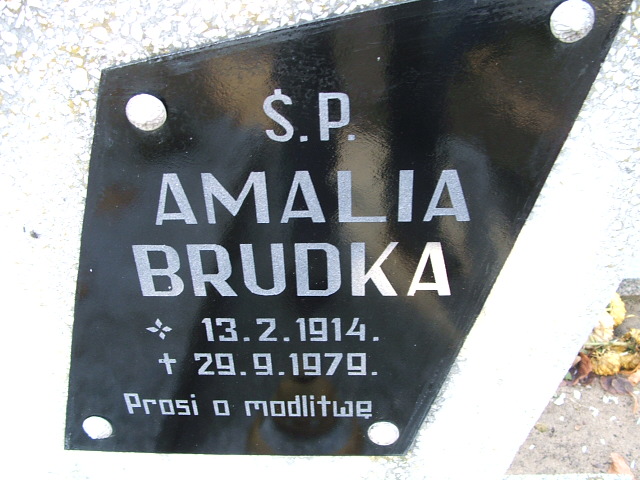 Ś.P.
AMALIA
BRUDKA
13.2.1914.
† 29.9.1979.
Prosi o modlitwę